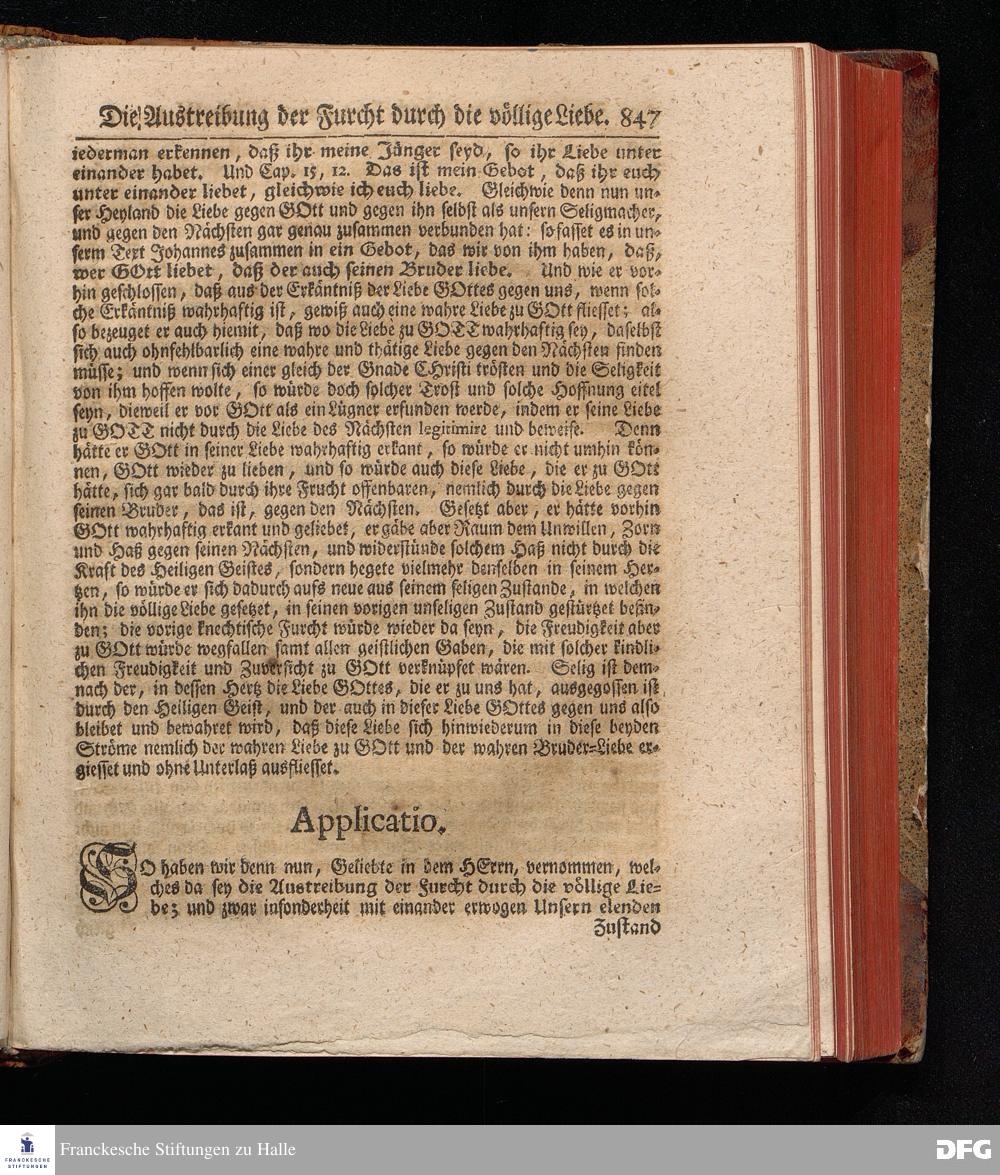 Die Austreibung der Furcht durch die völlige Liebe. 847
iederman erkennen, daß ihr meine Jünger seyd, so ihr Liebe unter
einander habet. Und Cap. 15, 12. Das ist mein Gebot, daß ihr euch
unter einander liebet, gleichwie ich euch liebe. Gleichwie denn nun un-
ser Heyland die Liebe gegen GOtt und gegen ihn selbst als unsern Seligmacher,
und gegen den Nächsten gar genau zusammen verbunden hat: so fasset es in un-
serm Text Johannes zusammen in ein Gebot, das wir von ihm haben, daß,
wer GOtt liebet, daß der auch seinen Bruder liebe. Und wie er vor-
hin geschlossen, daß aus der Erkäntniß der Liebe GOttes gegen uns, wenn sol-
che Erkäntniß wahrhaftig ist, gewiß auch eine wahre Liebe zu GOtt fliesset; al-
so bezeuget er auch hiemit, daß wo die Liebe zu GOTT wahrhaftig sey, daselbst
sich auch ohnfehlbarlich eine wahre und thätige Liebe gegen den Nächsten finden
müsse; und wenn sich einer gleich der Gnade CHristi trösten und die Seligkeit
von ihm hoffen wolte, so würde doch solcher Trost und solche Hoffnung eitel
seyn, dieweil er vor GOtt als ein Lügner erfunden werde, indem er seine Liebe
zu GOTT nicht durch die Liebe des Nächsten legitimire und beweise. Denn
hätte er GOtt in seiner Liebe wahrhaftig erkant, so würde er nicht umhin kön-
nen, GOtt wieder zu lieben, und so würde auch diese Liebe, die er zu GOtt
hätte, sich gar bald durch ihre Frucht offenbaren, nemlich durch die Liebe gegen
seinen Bruder, das ist, gegen den Nächsten. Gesetzt aber, er hätte vorhin
GOtt wahrhaftig erkant und geliebet, er gäbe aber Raum dem Unwillen, Zorn
und Haß gegen seinen Nächsten, und widerstünde solchem Haß nicht durch die
Kraft des Heiligen Geistes, sondern hegete vielmehr denselben in seinem Her-
tzen, so würde er sich dadurch aufs neue aus seinem seligen Zustande, in welchen
ihn die völlige Liebe gesetzet, in seinen vorigen unseligen Zustand gestürtzet befin-
den; die vorige knechtische Furcht würde wieder da seyn, die Freudigkeit aber
zu GOtt würde wegfallen samt allen geistlichen Gaben, die mit solcher kindli-
chen Freudigkeit und Zuversicht zu GOtt verknüpfet wären. Selig ist dem-
nach der, in dessen Hertz die Liebe GOttes, die er zu uns hat, ausgegossen ist
durch den Heiligen Geist, und der auch in dieser Liebe GOttes gegen uns also
bleibet und bewahret wird, daß diese Liebe sich hinwiederum in diese beyden
Ströme nemlich der wahren Liebe zu GOtt und der wahren Bruder-Liebe er-
giesset und ohne Unterlaß ausfliesset.
Applicatio.
SO haben wir denn nun, Geliebte in dem HErrn, vernommen, wel-
ches da sey die Austreibung der Furcht durch die völlige Lie-
be; und zwar insonderheit mit einander erwogen Unsern elenden
Zustand
FRANCKESCHE STIFTUNGEN
Franckesche Stiftungen zu Halle
DFG